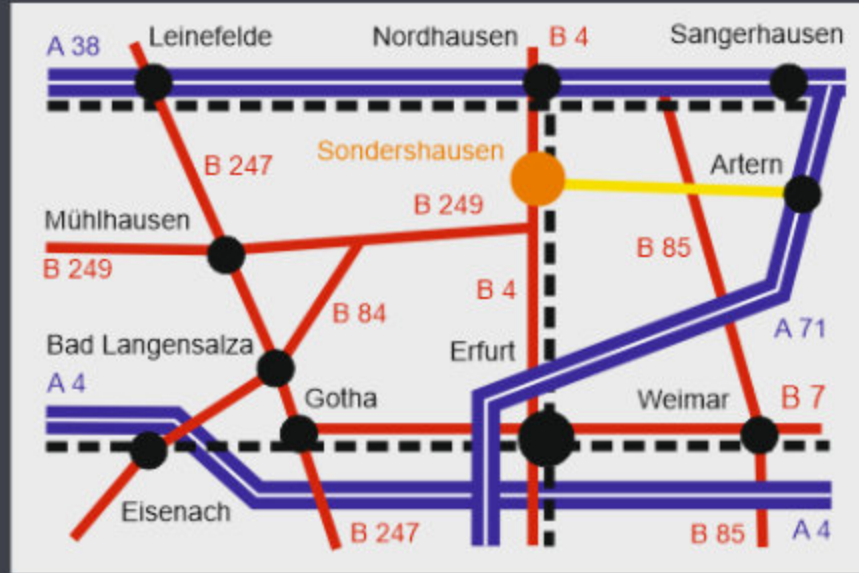 A 38
Leinefelde
Nordhausen
B 4
Sangerhausen
Sondershausen
B 247
Artern
Mühlhausen
B 249
B 249
B 85
B 4
B 84
Bad Langensalza
Erfurt
A 71
A 4
Gotha
Weimar
B 7
Eisenach
B 247
B 85
A 4